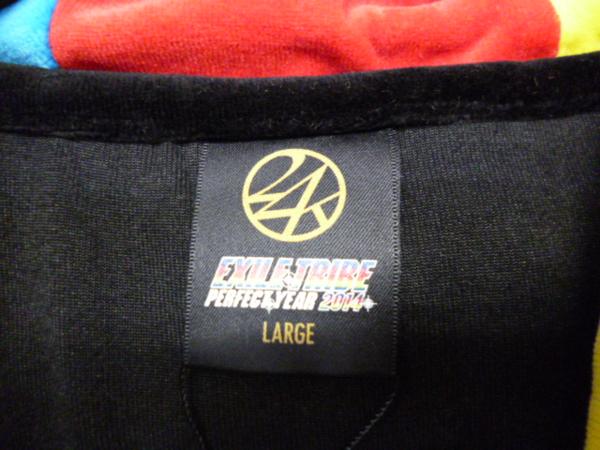 24K
EXILE TRIBE
PERFECT YEAR 2014
LARGE